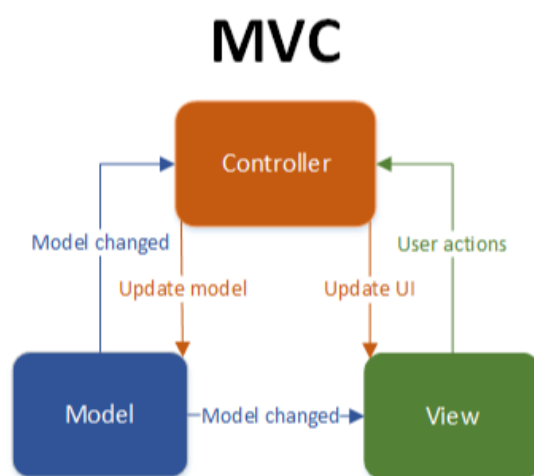 MVC
Controller
Model changed
User actions
Update model
Update UI
Model
Model changed
View